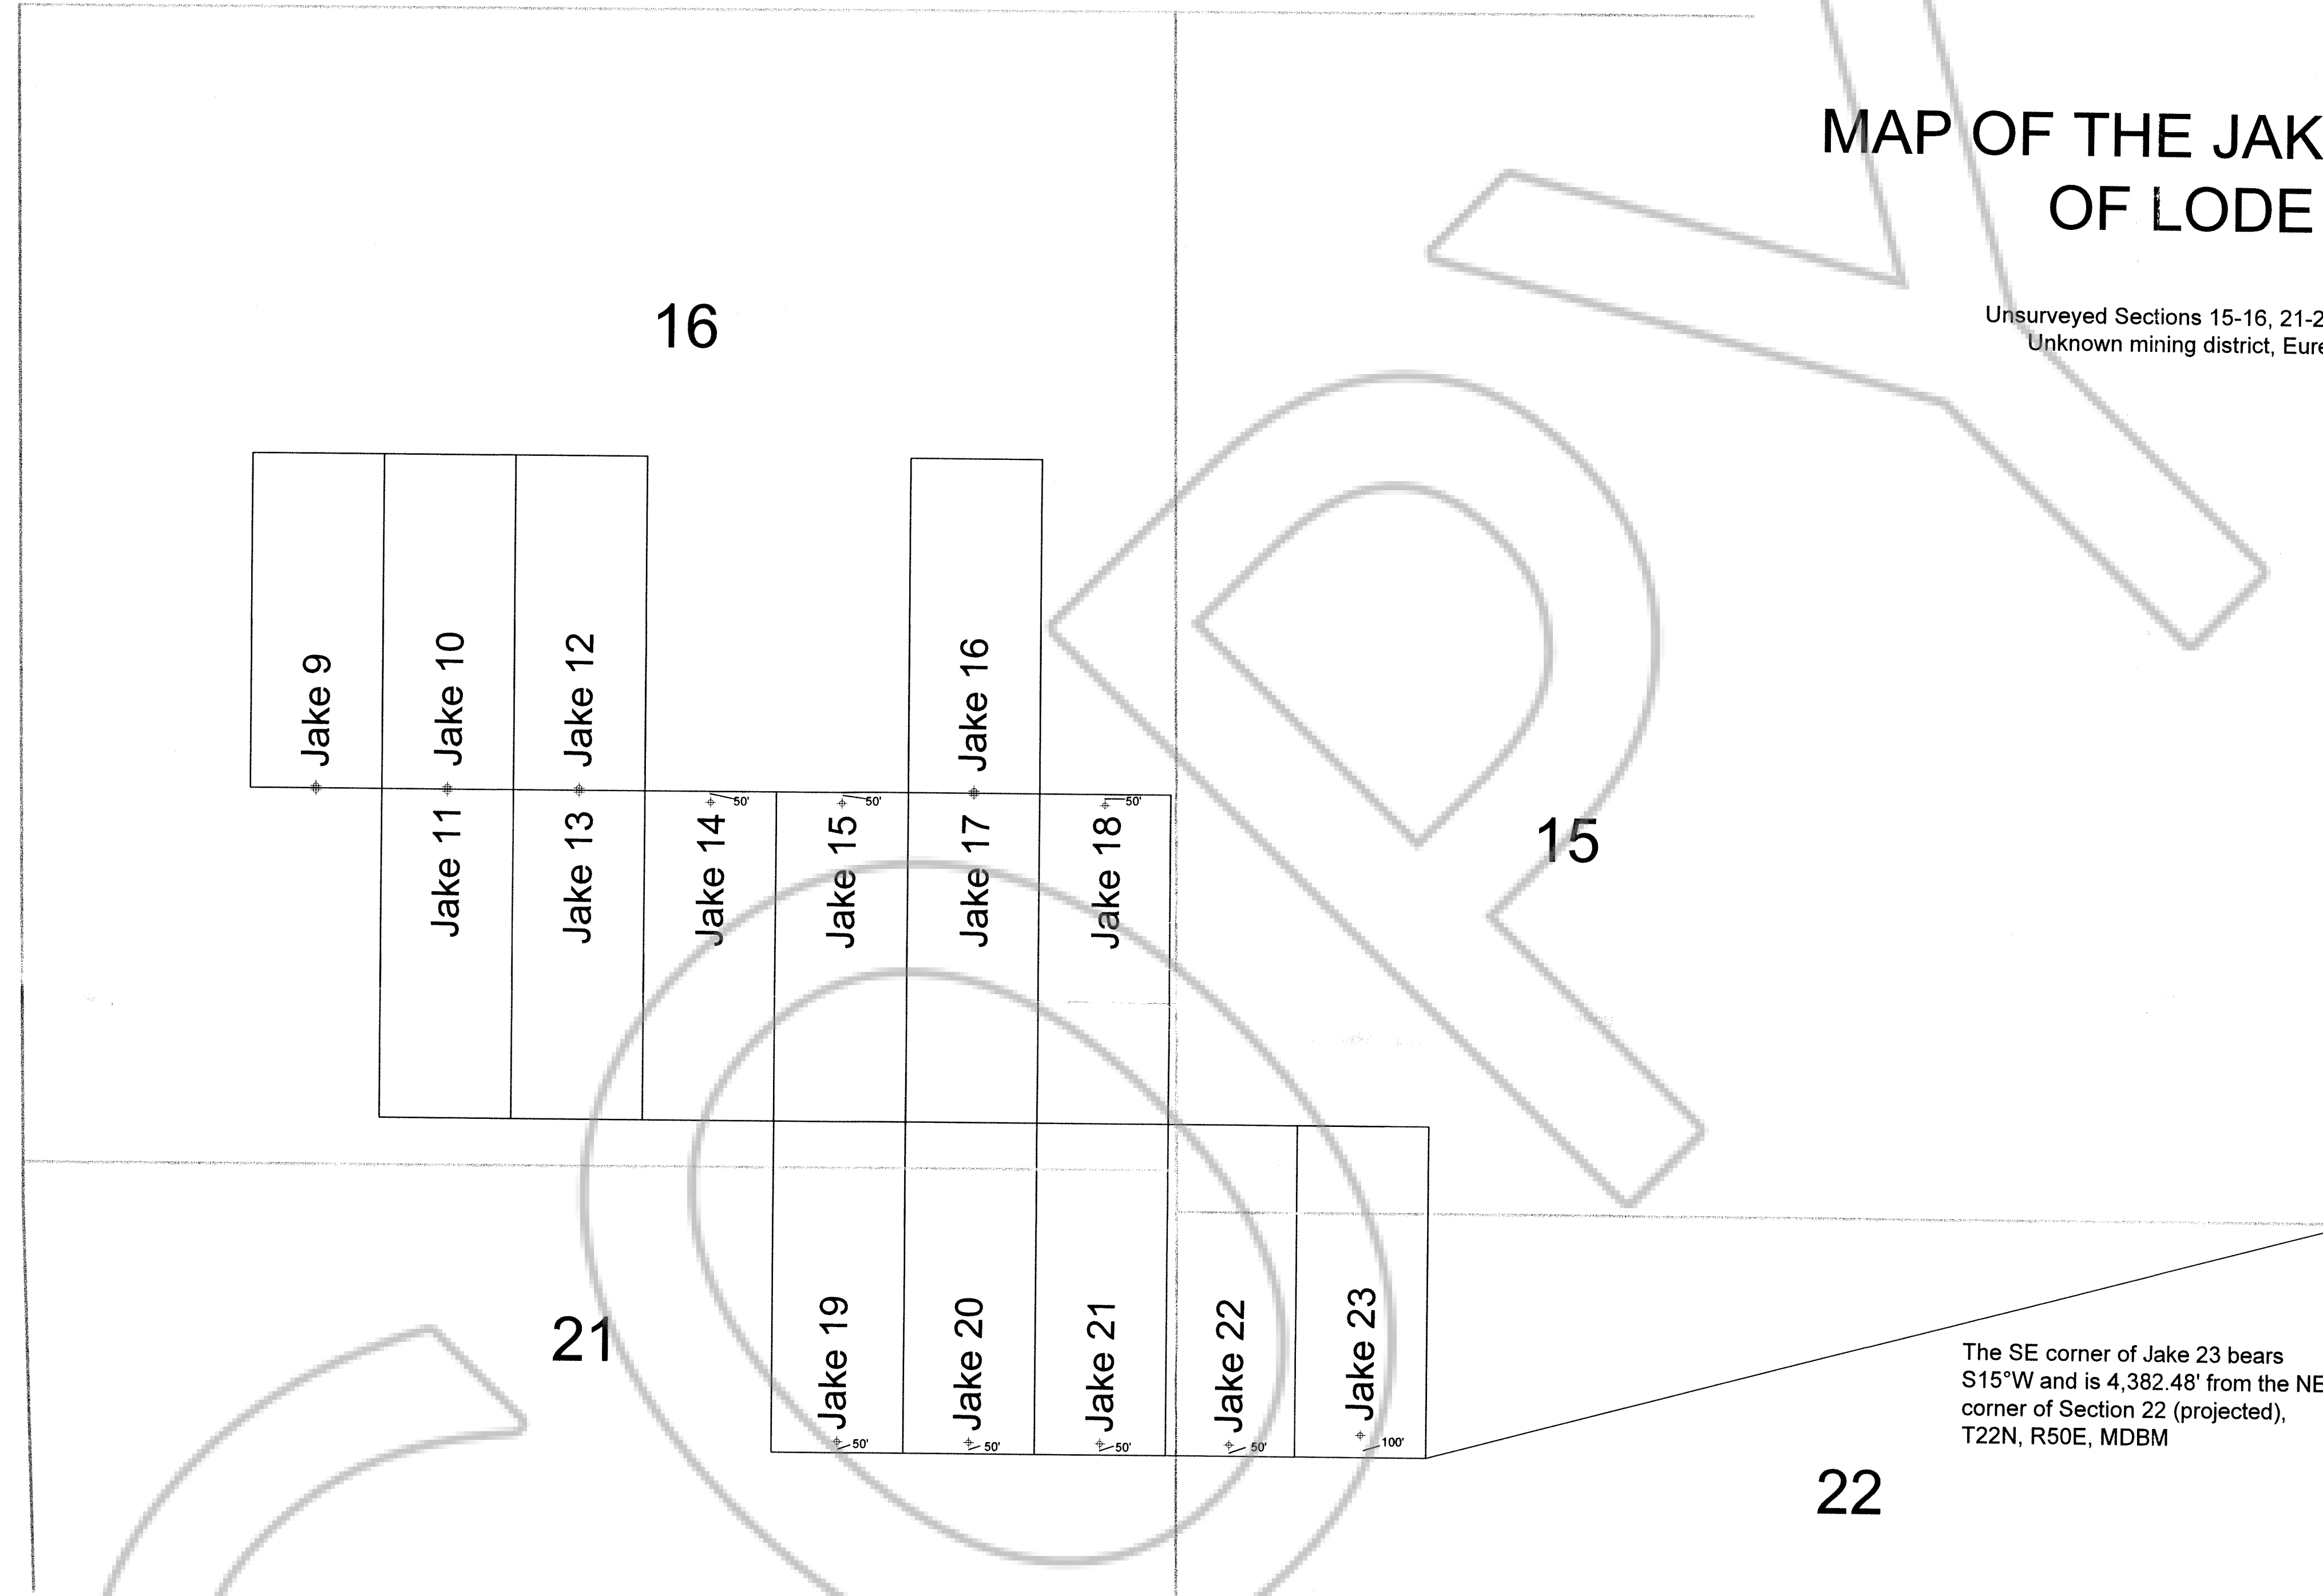 MAP OF THE JAK
OF LODE
Unsurveyed Sections 15-16, 21-2
Unknown mining district, Eure
16
Jake 9
Jake 10
Jake 12
Jake 16
50'
50'
50'
Jake 11
Jake 13
Jake 14
Jake 15
Jake 17
Jake 18
15
21
Jake 19
Jake 20
Jake 21
Jake 22
Jake 23
50'
50'
50'
50'
100'
The SE corner of Jake 23 bears
S15°W and is 4,382.48' from the NE
corner of Section 22 (projected),
T22N, R50E, MDBM
22
COPY